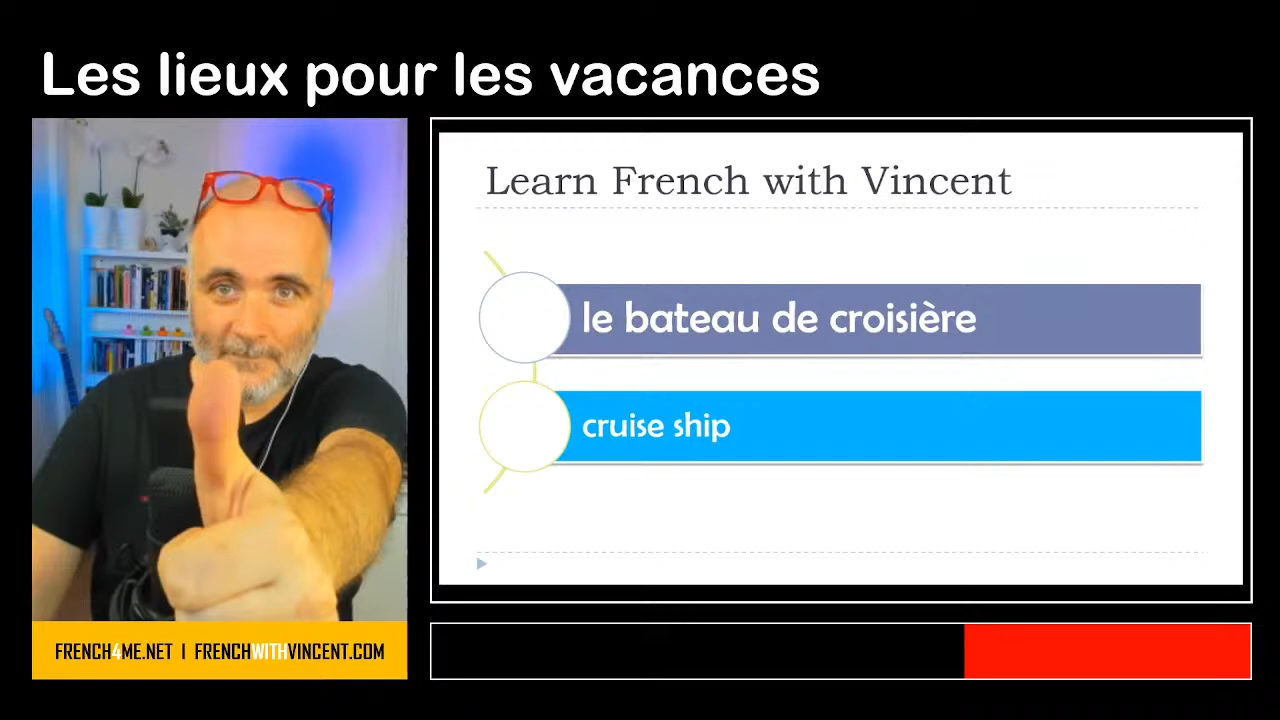 Les lieux pour les vacances
Learn French with Vincent
le bateau de croisière
cruise ship
FRENCH4ME.NET | FRENCHWITHVINCENT.COM